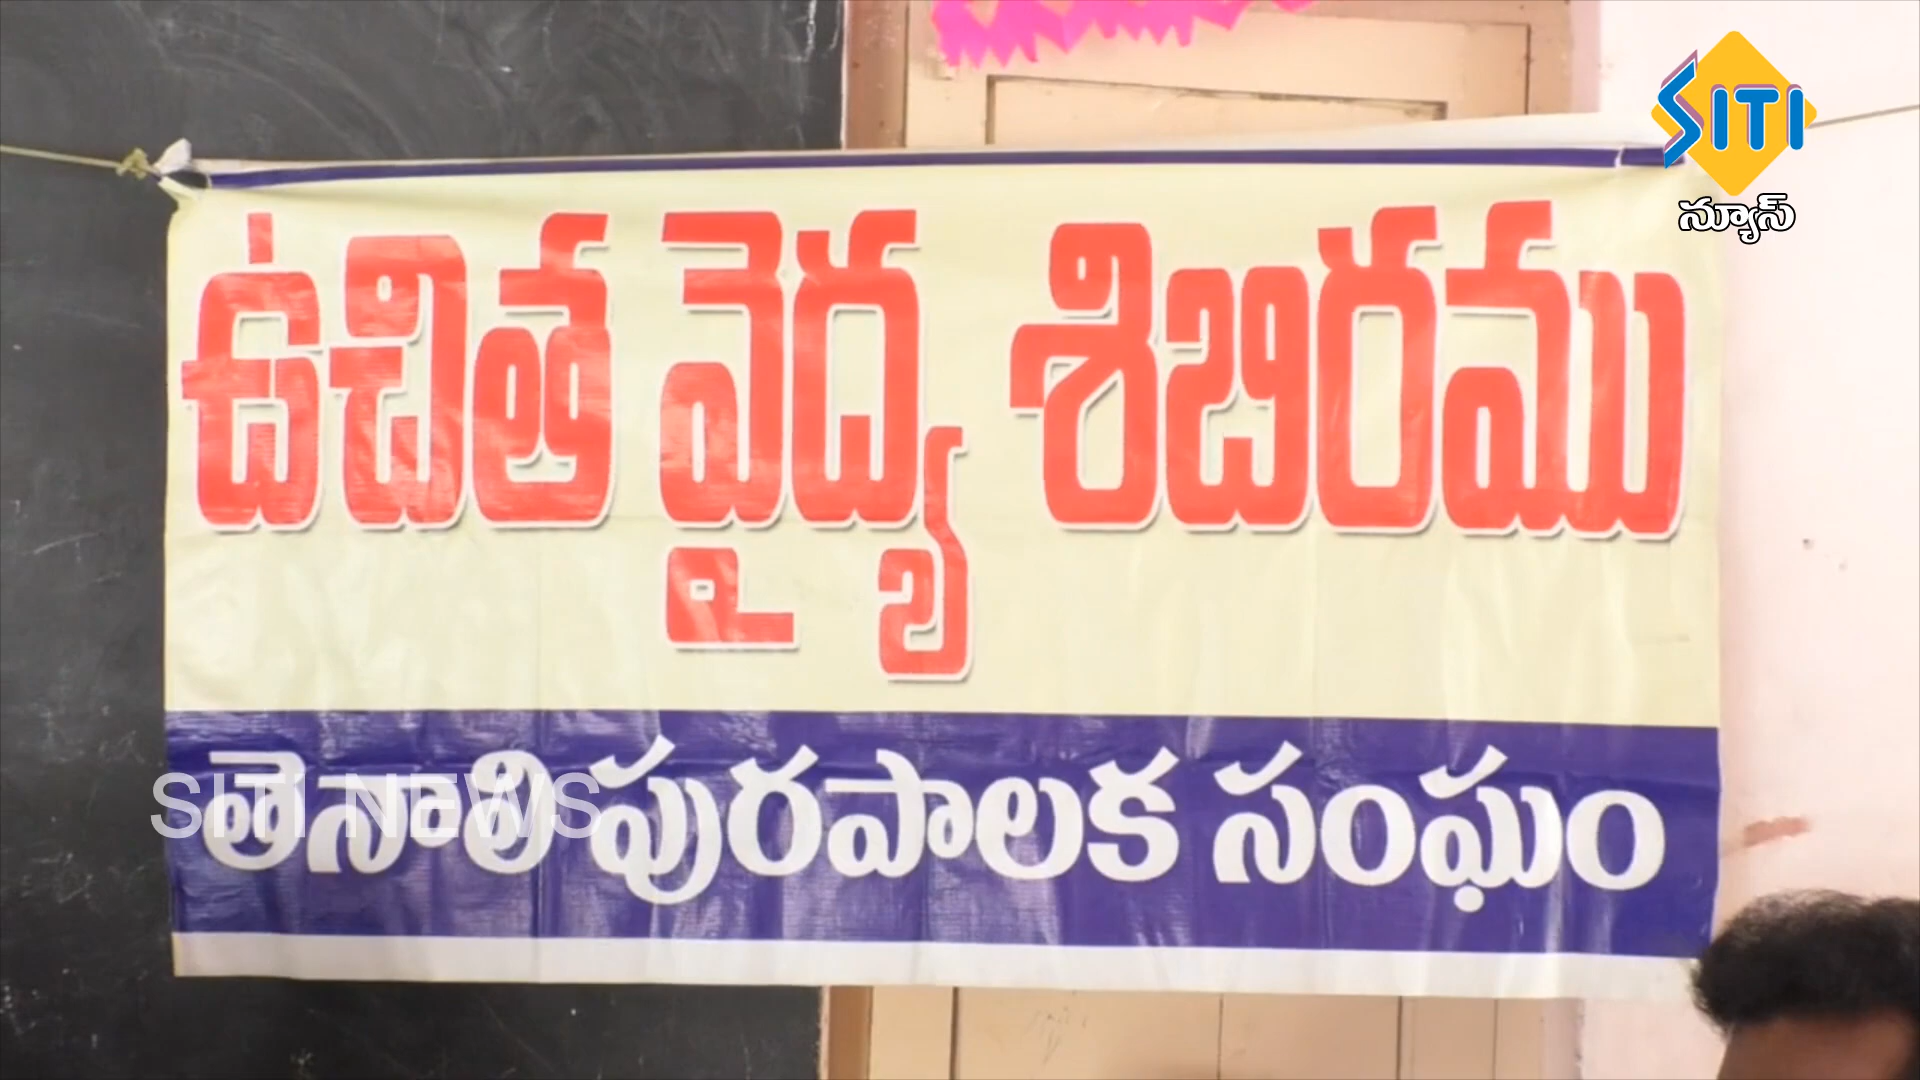 SITI
న్యూస్
ఉచిత వైద్య శిబిరము
తెనాలి పురపాలక సంఘం
SITi NEWS